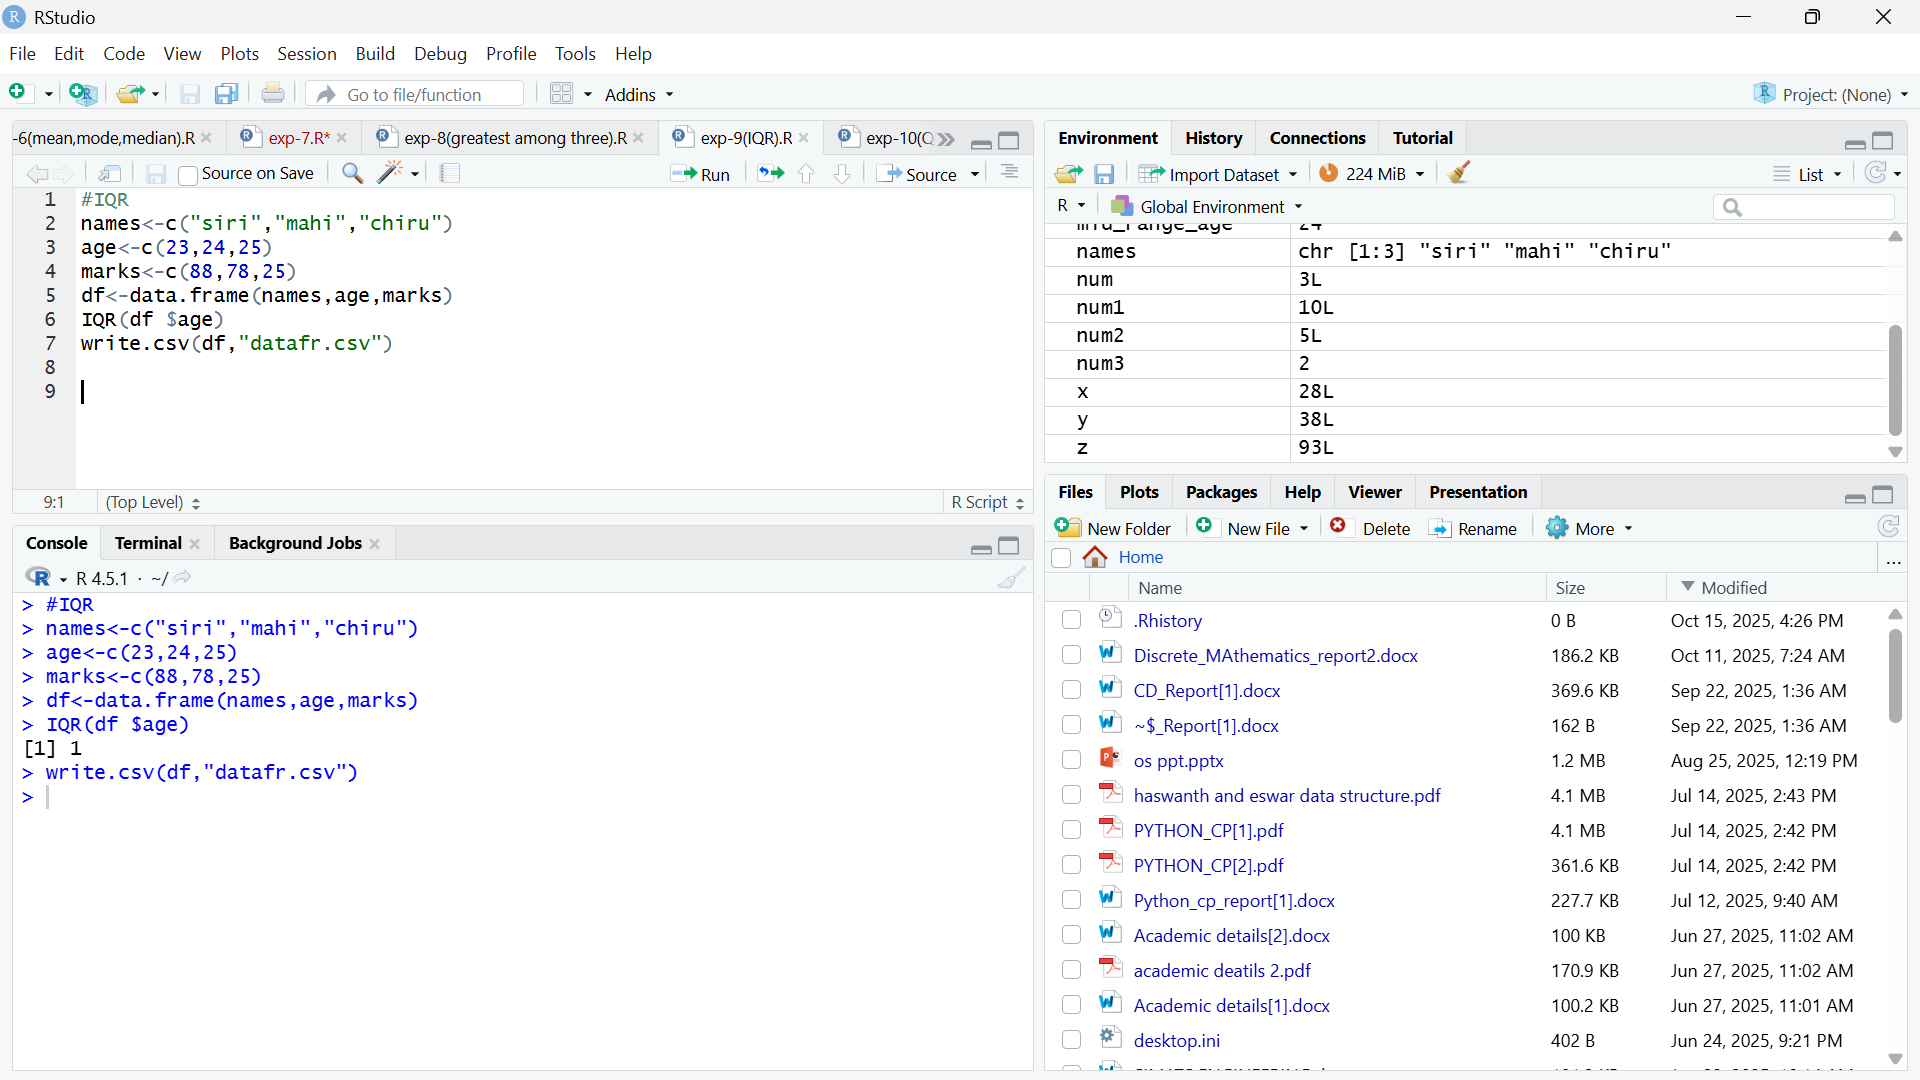 RStudio
File Edit Code View Plots Session Build Debug Profile Tools Help
Go to file/function Addins Project: (None)
-6(mean,mode,median).R exp-7.R* exp-8(greatest among three).R exp-9(IQR).R exp-10(Q
Source on Save Run Source
1 #IQR
2 names<-c("siri","mahi","chiru")
3 age<-c(23,24,25)
4 marks<-c(88,78,25)
5 df<-data.frame(names,age,marks)
6 IQR(df $age)
7 write.csv(df,"datafr.csv")
8
9
9:1 (Top Level) R Script
Console Terminal Background Jobs
R 4.5.1 · ~/
> #IQR
> names<-c("siri","mahi","chiru")
> age<-c(23,24,25)
> marks<-c(88,78,25)
> df<-data.frame(names,age,marks)
> IQR(df $age)
[1] 1
> write.csv(df,"datafr.csv")
>
Environment History Connections Tutorial
Import Dataset 224 MiB List
R Global Environment
names chr [1:3] "siri" "mahi" "chiru"
num 3L
num1 10L
num2 5L
num3 2
x 28L
y 38L
z 93L
Files Plots Packages Help Viewer Presentation
New Folder New File Delete Rename More
Home ...
Name Size Modified
.Rhistory 0 B Oct 15, 2025, 4:26 PM
Discrete_MAthematics_report2.docx 186.2 KB Oct 11, 2025, 7:24 AM
CD_Report[1].docx 369.6 KB Sep 22, 2025, 1:36 AM
~$_Report[1].docx 162 B Sep 22, 2025, 1:36 AM
os ppt.pptx 1.2 MB Aug 25, 2025, 12:19 PM
haswanth and eswar data structure.pdf 4.1 MB Jul 14, 2025, 2:43 PM
PYTHON_CP[1].pdf 4.1 MB Jul 14, 2025, 2:42 PM
PYTHON_CP[2].pdf 361.6 KB Jul 14, 2025, 2:42 PM
Python_cp_report[1].docx 227.7 KB Jul 12, 2025, 9:40 AM
Academic details[2].docx 100 KB Jun 27, 2025, 11:02 AM
academic deatils 2.pdf 170.9 KB Jun 27, 2025, 11:02 AM
Academic details[1].docx 100.2 KB Jun 27, 2025, 11:01 AM
desktop.ini 402 B Jun 24, 2025, 9:21 PM